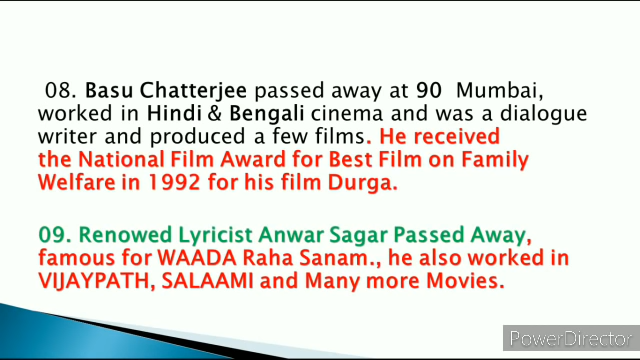 08. Basu Chatterjee passed away at 90 Mumbai,
worked in Hindi & Bengali cinema and was a dialogue
writer and produced a few films. He received
the National Film Award for Best Film on Family
Welfare in 1992 for his film Durga.
09. Renowed Lyricist Anwar Sagar Passed Away,
famous for WAADA Raha Sanam., he also worked in
VIJAYPATH, SALAAMI and Many more Movies.
PowerDirector